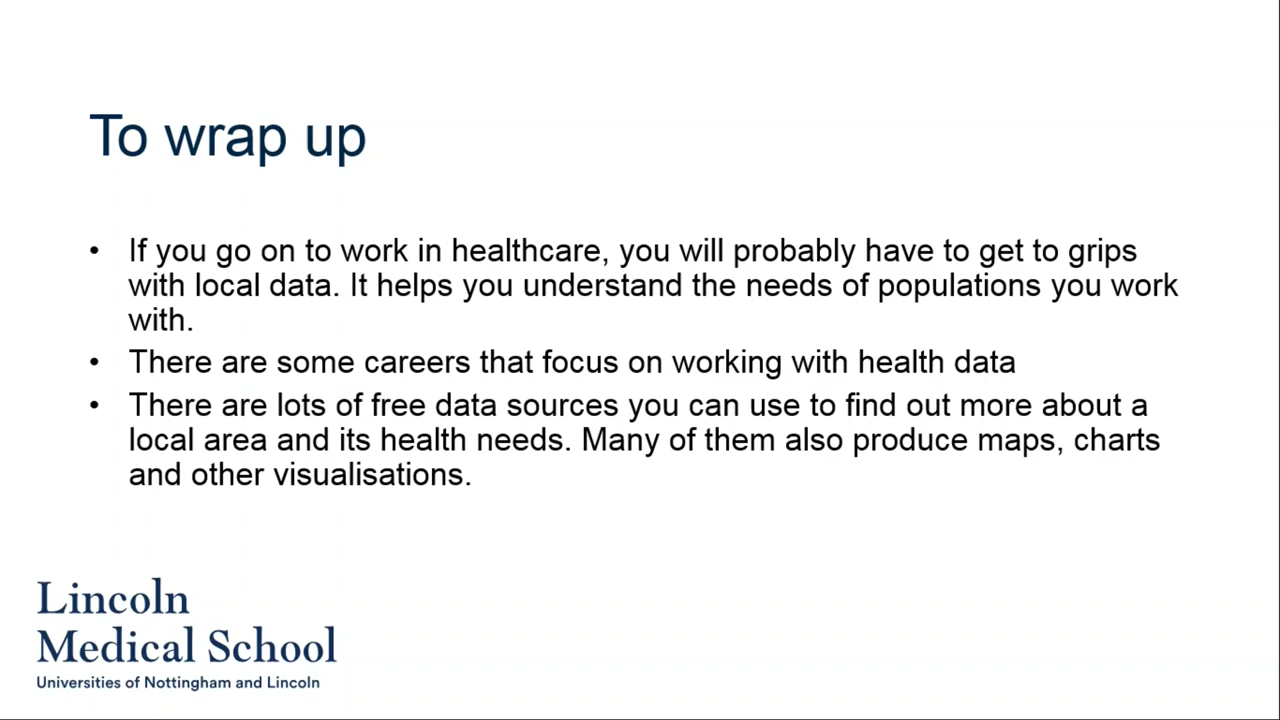 To wrap up
• If you go on to work in healthcare, you will probably have to get to grips
with local data. It helps you understand the needs of populations you work
with.
• There are some careers that focus on working with health data
• There are lots of free data sources you can use to find out more about a
local area and its health needs. Many of them also produce maps, charts
and other visualisations.
Lincoln
Medical School
Universities of Nottingham and Lincoln